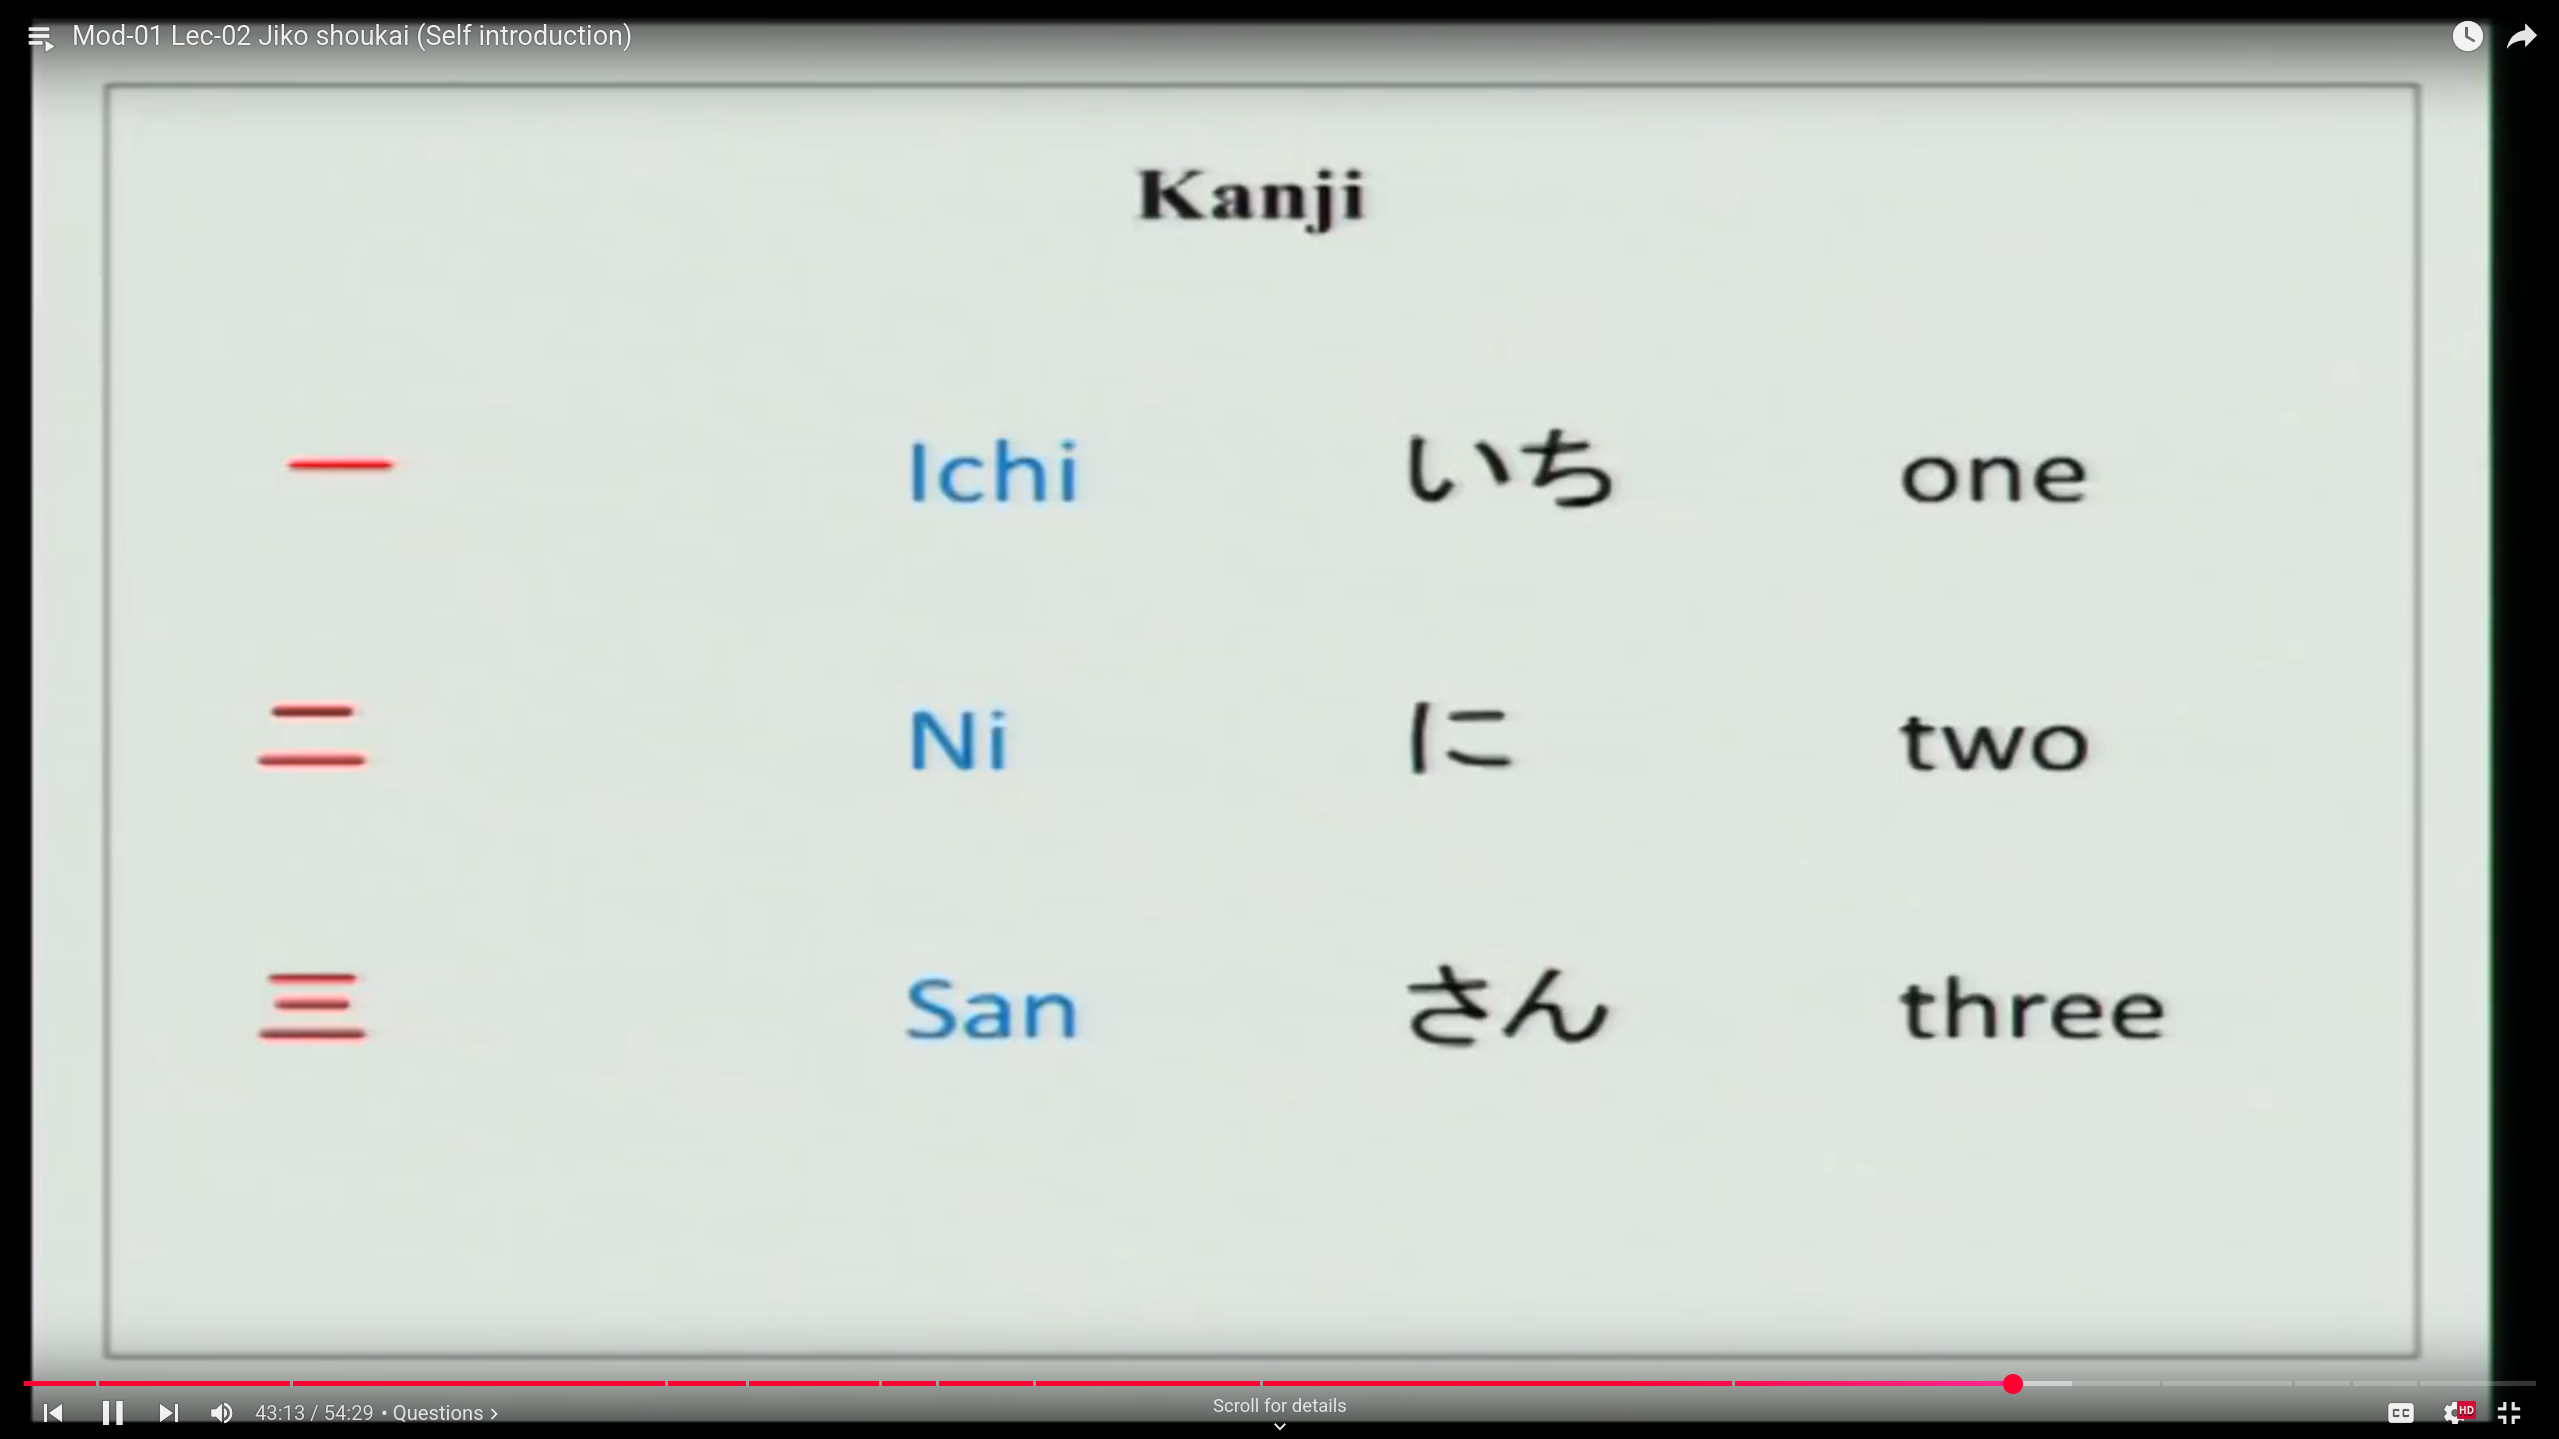 Mod-01 Lec-02 Jiko shoukai (Self introduction)
Kanji
一 Ichi いち one
二 Ni に two
三 San さん three
43:13 / 54:29 • Questions
Scroll for details
CC
HD